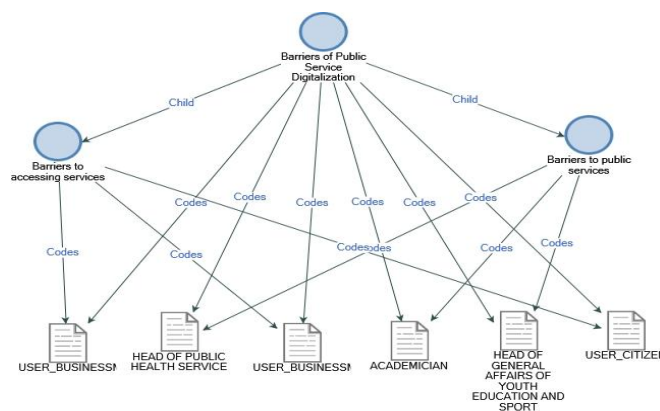 Barriers of Public
Service
Digitalization
Child
Child
Barriers to
accessing services
Barriers to public
services
Codes
Codes
Codes
Codes
Codes
Codes
Codes
Codes
Codes
Codes
Codes
USER_BUSINESSM
HEAD OF PUBLIC
HEALTH SERVICE
USER_BUSINESSM
ACADEMICIAN
HEAD OF
GENERAL
AFFAIRS OF
YOUTH
EDUCATION AND
SPORT
USER_CITIZE